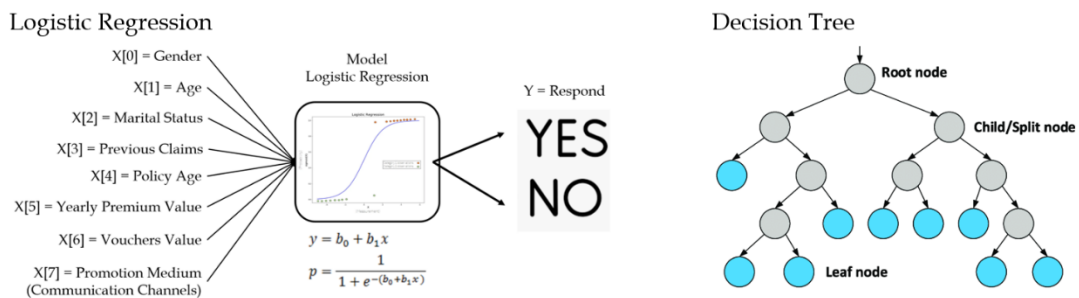 Logistic Regression
X[0] = Gender
X[1] = Age
X[2] = Marital Status
X[3] = Previous Claims
X[4] = Policy Age
X[5] = Yearly Premium Value
X[6] = Vouchers Value
X[7] = Promotion Medium
(Communication Channels)
Model
Logistic Regression
Logistic Regression
y = b₀ + b₁x
p = 1 / (1 + e^-(b₀+b₁x))
Y = Respond
YES
NO
Decision Tree
Root node
Child/Split node
Leaf node